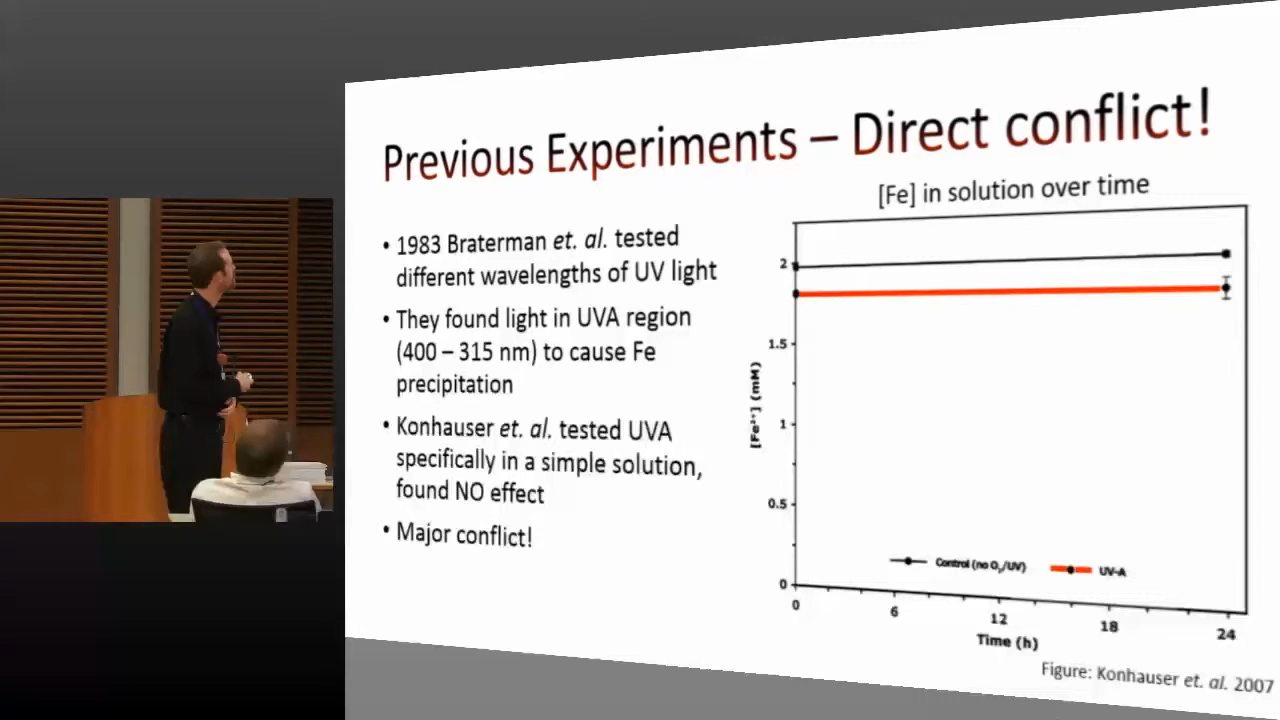 Previous Experiments – Direct conflict!
• 1983 Braterman et. al. tested
different wavelengths of UV light
• They found light in UVA region
(400 – 315 nm) to cause Fe
precipitation
• Konhauser et. al. tested UVA
specifically in a simple solution,
found NO effect
• Major conflict!
[Fe] in solution over time
2
1.5
1
0.5
0
[Fe²⁺] (mM)
Control (no O₂/UV)
UV-A
0
6
12
18
24
Time (h)
Figure: Konhauser et. al. 2007